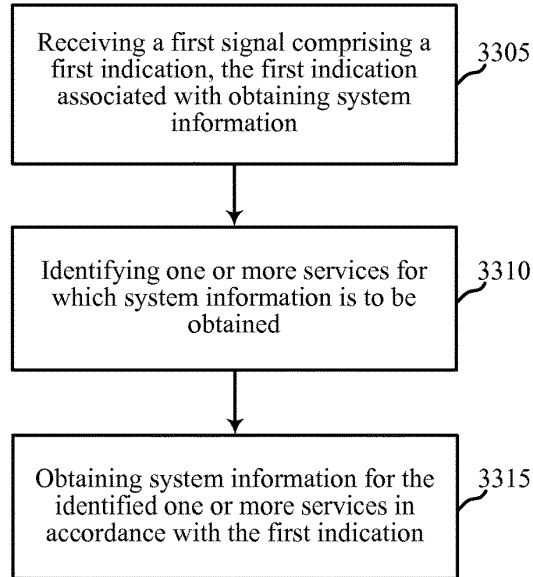 Receiving a first signal comprising a
first indication, the first indication
associated with obtaining system
information
3305
Identifying one or more services for
which system information is to be
obtained
3310
Obtaining system information for the
identified one or more services in
accordance with the first indication
3315